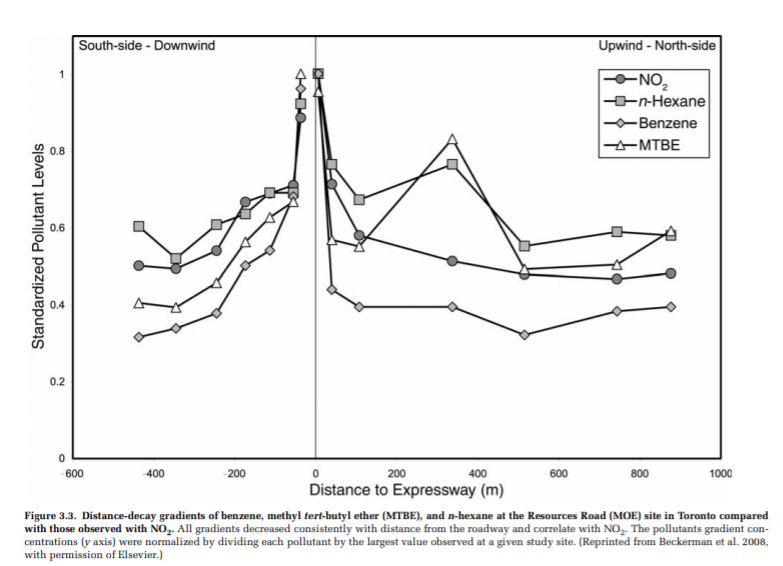 South-side - Downwind
Upwind - North-side
NO2
n-Hexane
Benzene
MTBE
Standardized Pollutant Levels
1
0.8
0.6
0.4
0.2
0
-600
-400
-200
0
200
400
600
800
1000
Distance to Expressway (m)
Figure 3.3. Distance-decay gradients of benzene, methyl tert-butyl ether (MTBE), and n-hexane at the Resources Road (MOE) site in Toronto compared
with those observed with NO2. All gradients decreased consistently with distance from the roadway and correlate with NO2. The pollutants gradient con-
centrations (y axis) were normalized by dividing each pollutant by the largest value observed at a given study site. (Reprinted from Beckerman et al. 2008,
with permission of Elsevier.)